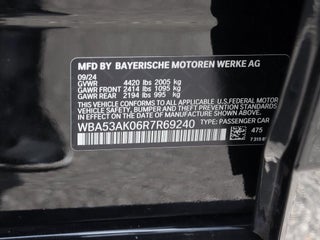 MFD BY BAYERISCHE MOTOREN WERKE AG
09/24
GVWR 4420 lbs 2005 kg
GAWR FRONT 2414 lbs 1095 kg
GAWR REAR 2194 lbs 995 kg
THIS VEHICLE CONFORMS TO ALL APPLICABLE U.S. FEDERAL MOTOR
VEHICLE SAFETY, BUMPER, AND THEFT PREVENTION STANDARDS
IN EFFECT ON THE DATE OF MANUFACTURE SHOWN ABOVE.
WBA53AK06R7R69240 TYPE: PASSENGER CAR
475